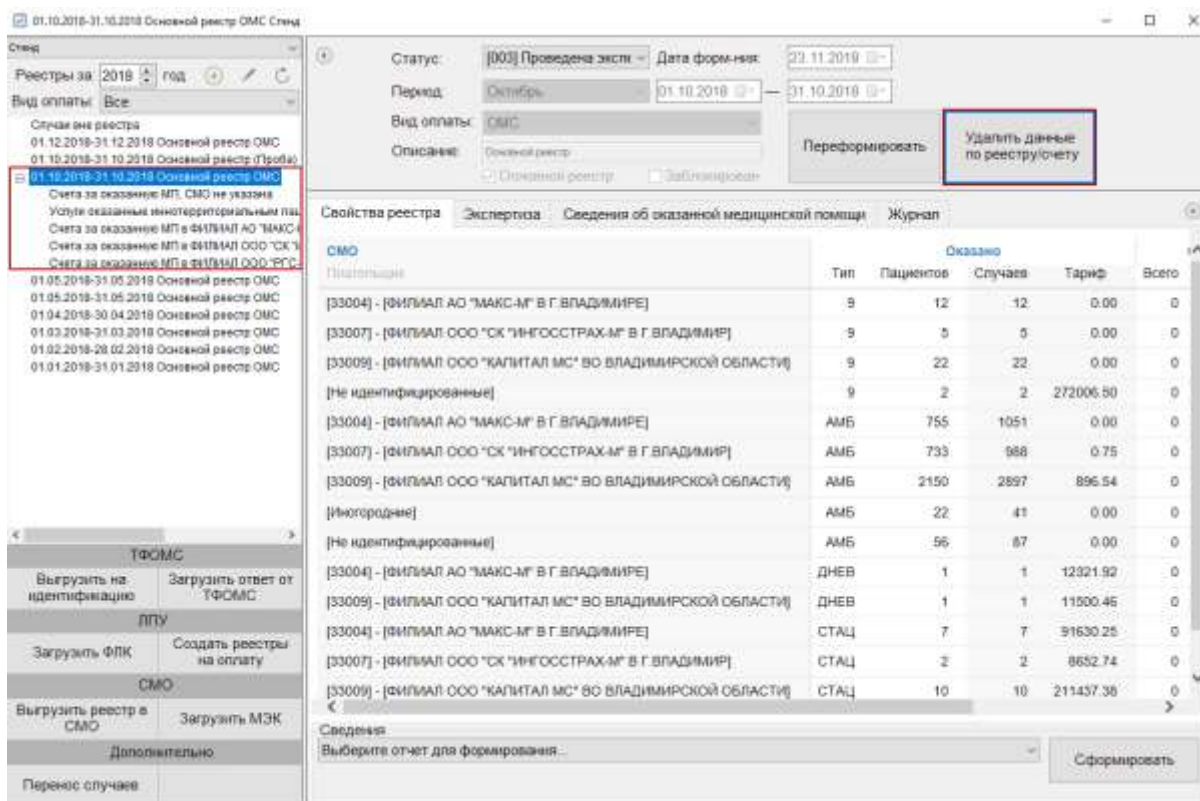 01.10.2018-31.10.2018 Основной реестр ОМС Стенд
Стенд
Реестры за 2018 год
Вид оплаты: Все
Случаи вне реестра
01.12.2018-31.12.2018 Основной реестр ОМС
01.10.2018-31.10.2018 Основной реестр (Проба)
01.10.2018-31.10.2018 Основной реестр ОМС
Счета за оказанную МП, СМО не указана
Услуги оказанные иннотерриториальным пац
Счета за оказанную МП в ФИЛИАЛ АО "МАКС-
Счета за оказанную МП в ФИЛИАЛ ООО "СК "И
Счета за оказанную МП в ФИЛИАЛ ООО "РГС-
01.05.2018-31.05.2018 Основной реестр ОМС
01.05.2018-31.05.2018 Основной реестр ОМС
01.04.2018-30.04.2018 Основной реестр ОМС
01.03.2018-31.03.2018 Основной реестр ОМС
01.02.2018-28.02.2018 Основной реестр ОМС
01.01.2018-31.01.2018 Основной реестр ОМС
ТФОМС
Выгрузить на идентификацию
Загрузить ответ от ТФОМС
ЛПУ
Загрузить ФЛК
Создать реестры на оплату
СМО
Выгрузить реестр в СМО
Загрузить МЭК
Дополнительно
Перенос случаев
Статус: [003] Проведена экспе Дата форм-ния: 23.11.2018
Период: Октябрь 01.10.2018 — 31.10.2018
Вид оплаты: ОМС
Описание: Основной реестр
Основной реестр Заблокирован
Переформировать
Удалить данные по реестру/счету
Свойства реестра Экспертиза Сведения об оказанной медицинской помощи Журнал
СМО Оказано
Плательщик Тип Пациентов Случаев Тариф Всего
[33004] - [ФИЛИАЛ АО "МАКС-М" В Г.ВЛАДИМИРЕ] 9 12 12 0.00 0
[33007] - [ФИЛИАЛ ООО "СК "ИНГОССТРАХ-М" В Г.ВЛАДИМИР] 9 5 5 0.00 0
[33009] - [ФИЛИАЛ ООО "КАПИТАЛ МС" ВО ВЛАДИМИРСКОЙ ОБЛАСТИ] 9 22 22 0.00 0
[Не идентифицированные] 9 2 2 272006.50 0
[33004] - [ФИЛИАЛ АО "МАКС-М" В Г.ВЛАДИМИРЕ] АМБ 755 1051 0.00 0
[33007] - [ФИЛИАЛ ООО "СК "ИНГОССТРАХ-М" В Г.ВЛАДИМИР] АМБ 733 988 0.75 0
[33009] - [ФИЛИАЛ ООО "КАПИТАЛ МС" ВО ВЛАДИМИРСКОЙ ОБЛАСТИ] АМБ 2150 2897 896.54 0
[Иногородние] АМБ 22 41 0.00 0
[Не идентифицированные] АМБ 56 87 0.00 0
[33004] - [ФИЛИАЛ АО "МАКС-М" В Г.ВЛАДИМИРЕ] ДНЕВ 1 1 12321.92 0
[33009] - [ФИЛИАЛ ООО "КАПИТАЛ МС" ВО ВЛАДИМИРСКОЙ ОБЛАСТИ] ДНЕВ 1 1 11500.46 0
[33004] - [ФИЛИАЛ АО "МАКС-М" В Г.ВЛАДИМИРЕ] СТАЦ 7 7 91630.25 0
[33007] - [ФИЛИАЛ ООО "СК "ИНГОССТРАХ-М" В Г.ВЛАДИМИР] СТАЦ 2 2 8652.74 0
[33009] - [ФИЛИАЛ ООО "КАПИТАЛ МС" ВО ВЛАДИМИРСКОЙ ОБЛАСТИ] СТАЦ 10 10 211437.38 0
Сведения
Выберите отчет для формирования...
Сформировать